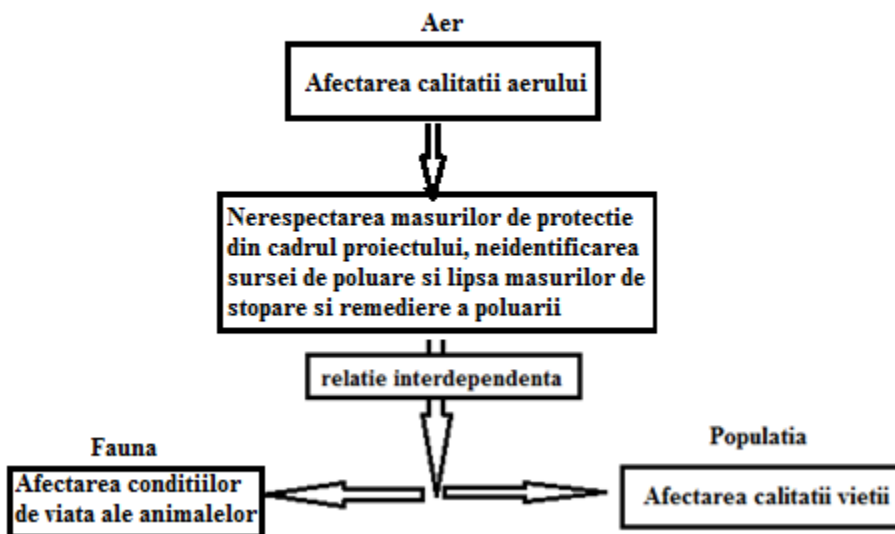 Aer
Afectarea calitatii aerului
Nerespectarea masurilor de protectie
din cadrul proiectului, neidentificarea
sursei de poluare si lipsa masurilor de
stopare si remediere a poluarii
relatie interdependenta
Fauna
Afectarea conditiilor
de viata ale animalelor
Populatia
Afectarea calitatii vietii